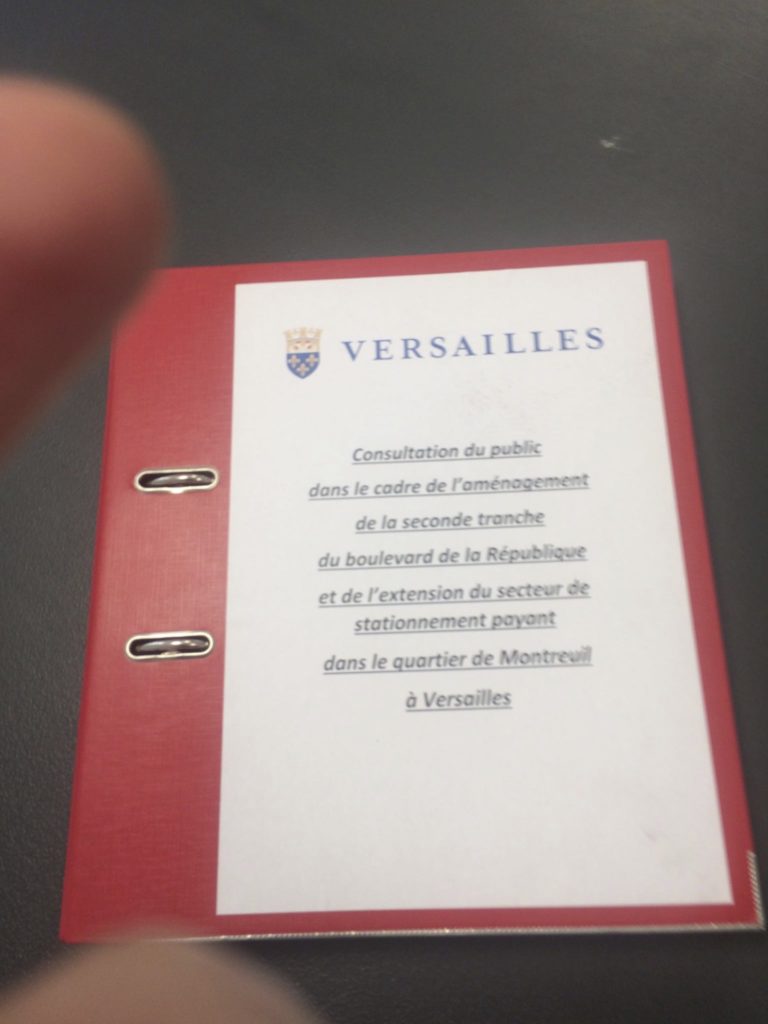 VERSAILLES
Consultation du public
dans le cadre de l'aménagement
de la seconde tranche
du boulevard de la République
et de l'extension du secteur de
stationnement payant
dans le quartier de Montreuil
à Versailles